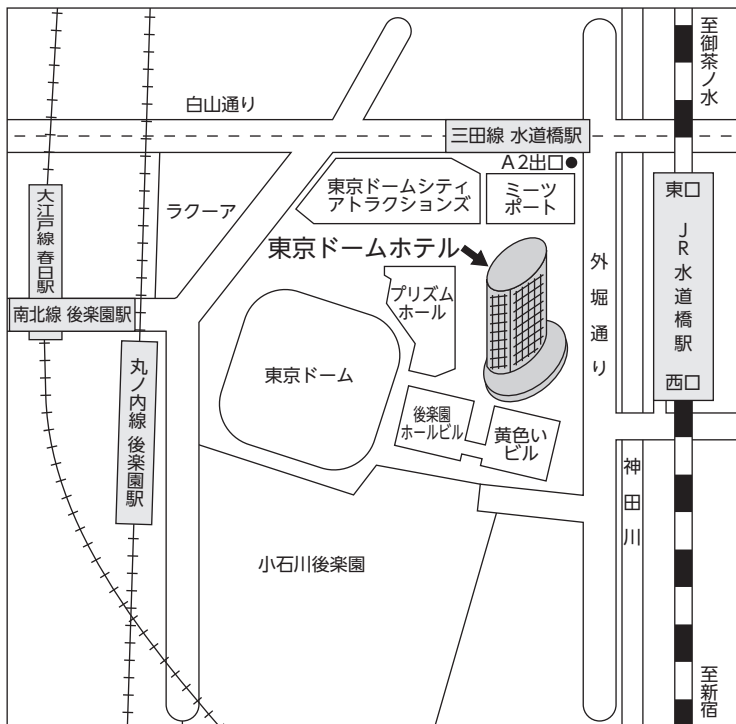 至御茶ノ水
白山通り
三田線 水道橋駅
A2出口
東京ドームシティ
アトラクションズ
ミーツ
ポート
東口
JR水道橋駅
西口
大江戸線 春日駅
ラクーア
東京ドームホテル
外堀通り
プリズム
ホール
南北線 後楽園駅
丸ノ内線 後楽園駅
東京ドーム
後楽園
ホールビル
黄色い
ビル
神田川
小石川後楽園
至新宿